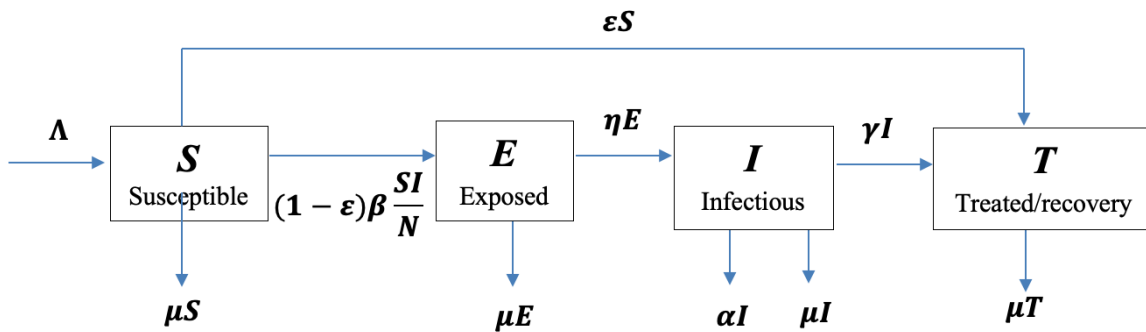 εS
Λ
S
Susceptible
(1 − ε)β SI/N
E
Exposed
ηE
I
Infectious
γI
T
Treated/recovery
μS
μE
αI
μI
μT